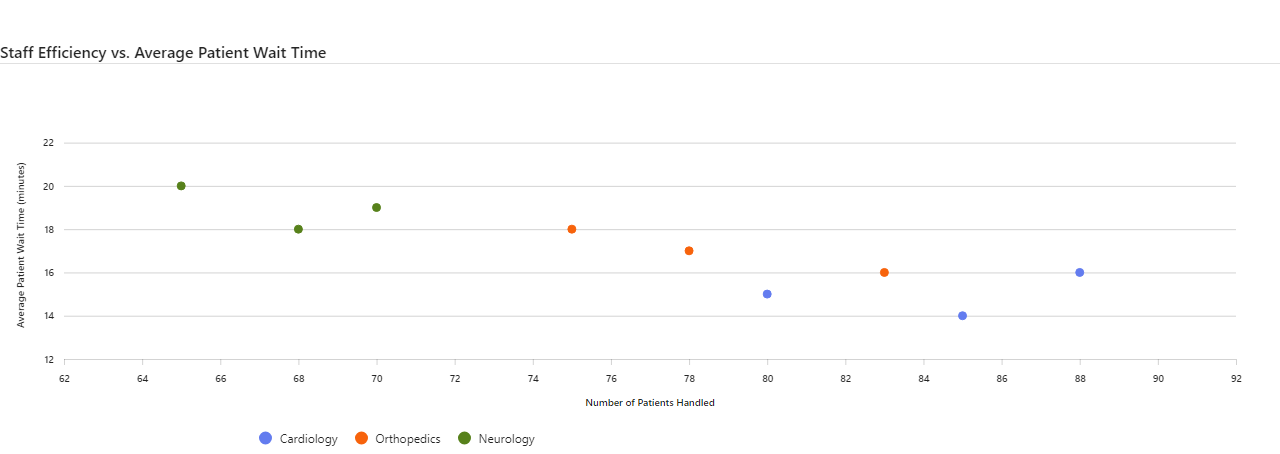 Staff Efficiency vs. Average Patient Wait Time
Average Patient Wait Time (minutes)
22
20
18
16
14
12
62 64 66 68 70 72 74 76 78 80 82 84 86 88 90 92
Number of Patients Handled
Cardiology Orthopedics Neurology